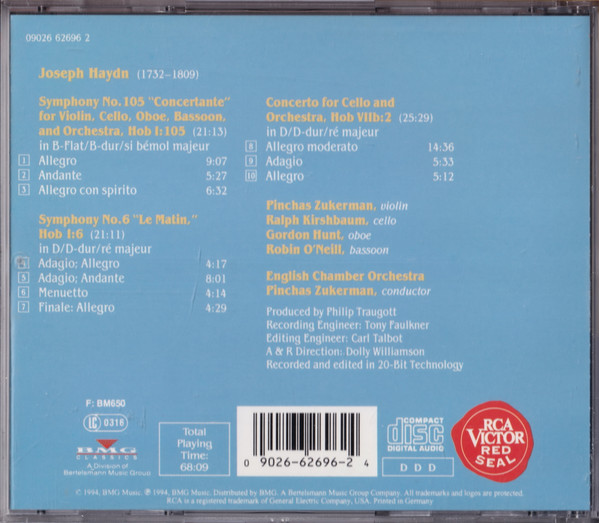 09026 62696 2
Joseph Haydn (1732–1809)
Symphony No. 105 "Concertante"
for Violin, Cello, Oboe, Bassoon,
and Orchestra, Hob I:105 (21:13)
in B-Flat/B-dur/si bémol majeur
1 Allegro 9:07
2 Andante 5:27
3 Allegro con spirito 6:32
Symphony No. 6 "Le Matin,"
Hob I:6 (21:11)
in D/D-dur/ré majeur
4 Adagio; Allegro 4:17
5 Adagio; Andante 8:01
6 Menuetto 4:14
7 Finale: Allegro 4:29
Concerto for Cello and
Orchestra, Hob VIIb:2 (25:29)
in D/D-dur/ré majeur
8 Allegro moderato 14:36
9 Adagio 5:33
10 Allegro 5:12
Pinchas Zukerman, violin
Ralph Kirshbaum, cello
Gordon Hunt, oboe
Robin O'Neill, bassoon
English Chamber Orchestra
Pinchas Zukerman, conductor
Produced by Philip Traugott
Recording Engineer: Tony Faulkner
Editing Engineer: Carl Talbot
A & R Direction: Dolly Williamson
Recorded and edited in 20-Bit Technology
F: BM650
LC 0316
BMG
CLASSICS
A Division of
Bertelsmann Music Group
Total
Playing
Time:
68:09
0 9026-62696-2 4
COMPACT
disc
DIGITAL AUDIO
D D D
RCA
VICTOR
RED
SEAL
© 1994, BMG Music. ℗ 1994, BMG Music. Distributed by BMG. A Bertelsmann Music Group Company. All trademarks and logos are protected.
RCA is a registered trademark of General Electric Company, USA. Printed in Germany